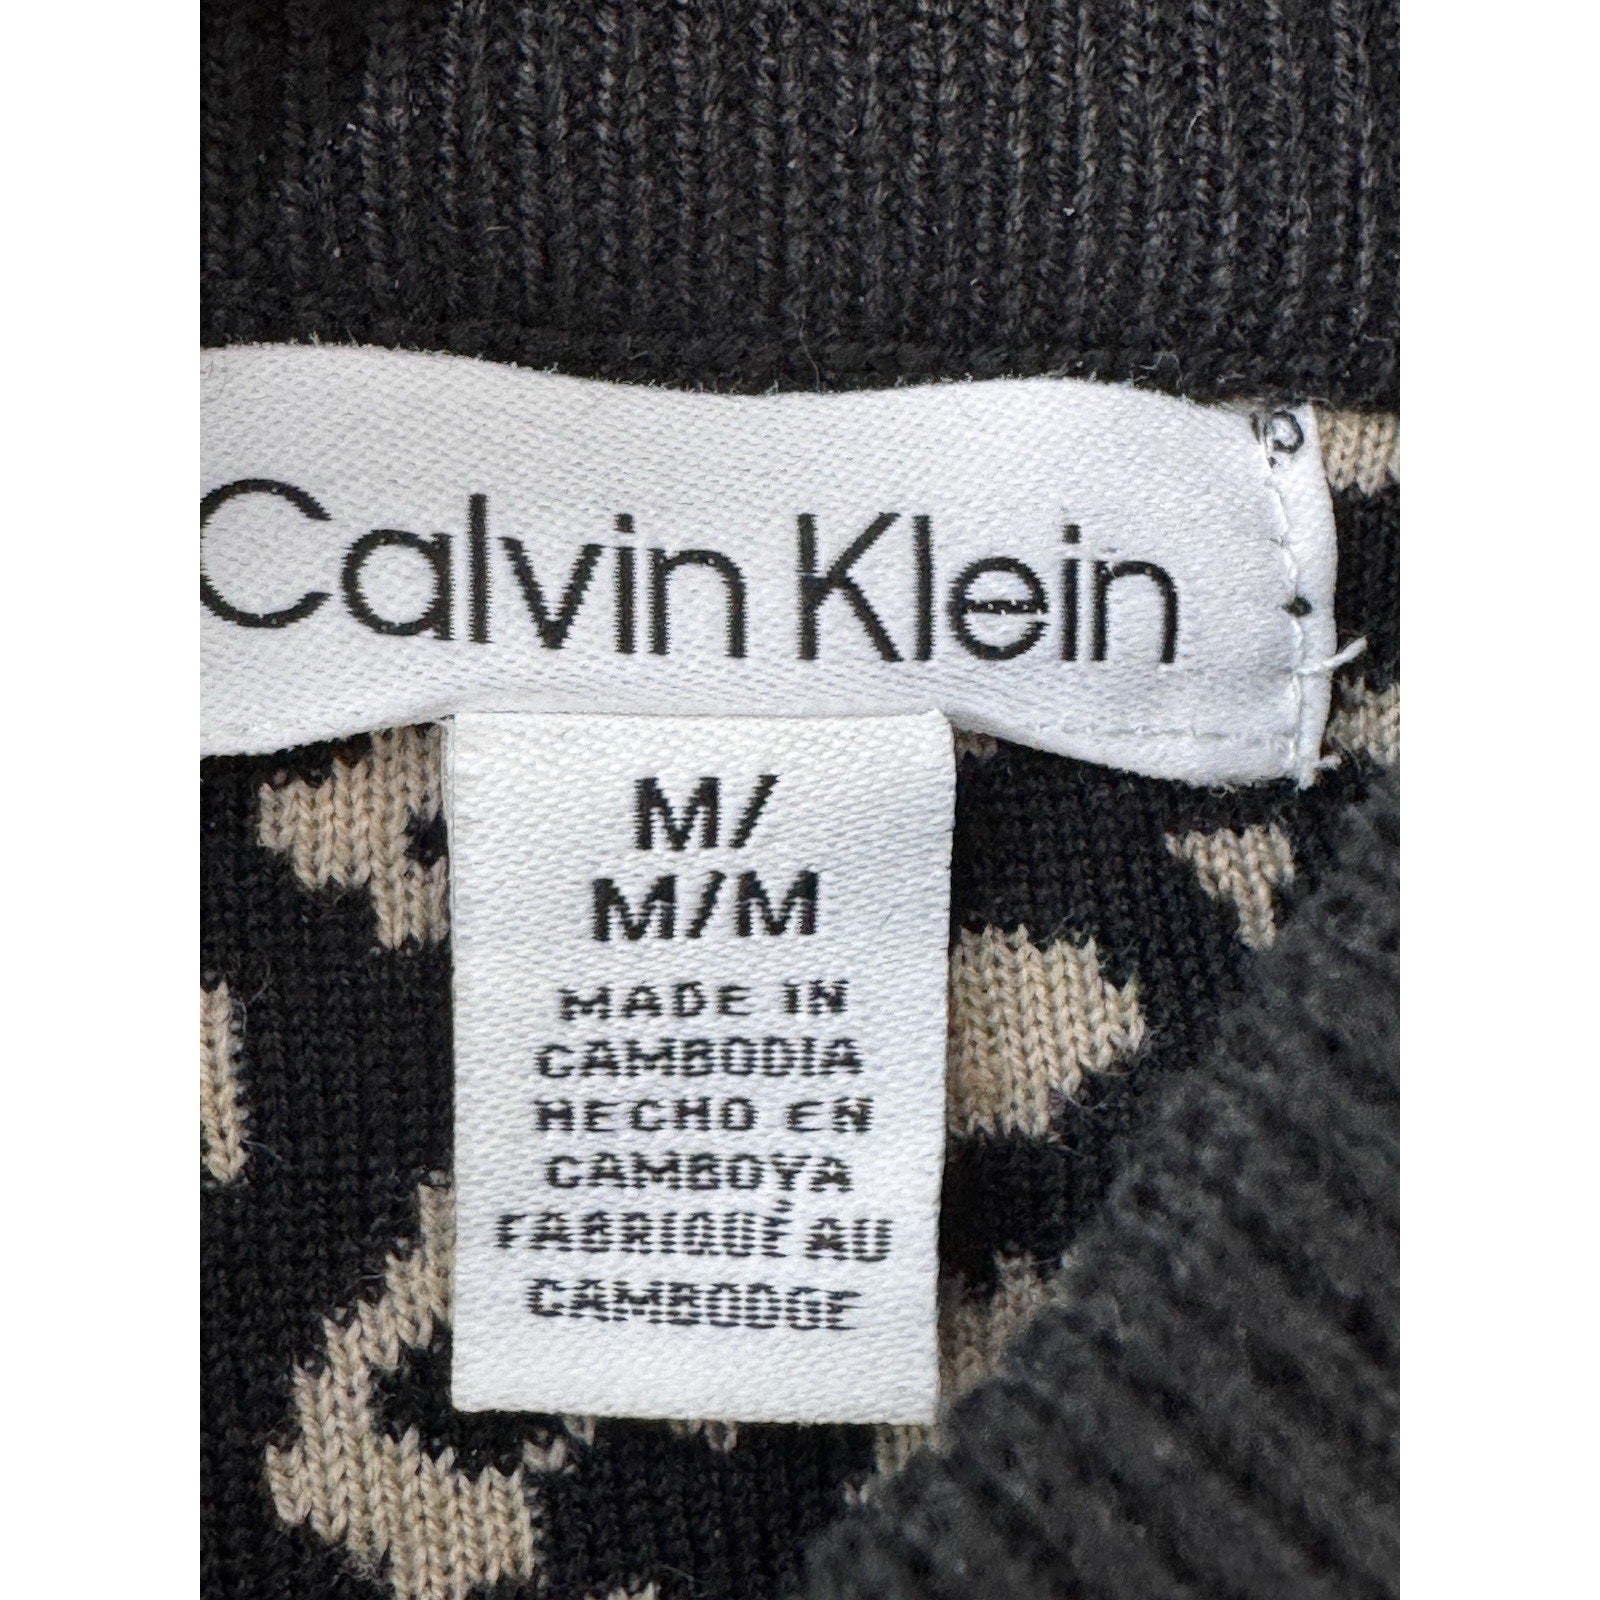 Calvin Klein
M/
M/M
MADE IN
CAMBODIA
HECHO EN
CAMBOYA
FABRIQUÉ AU
CAMBODGE